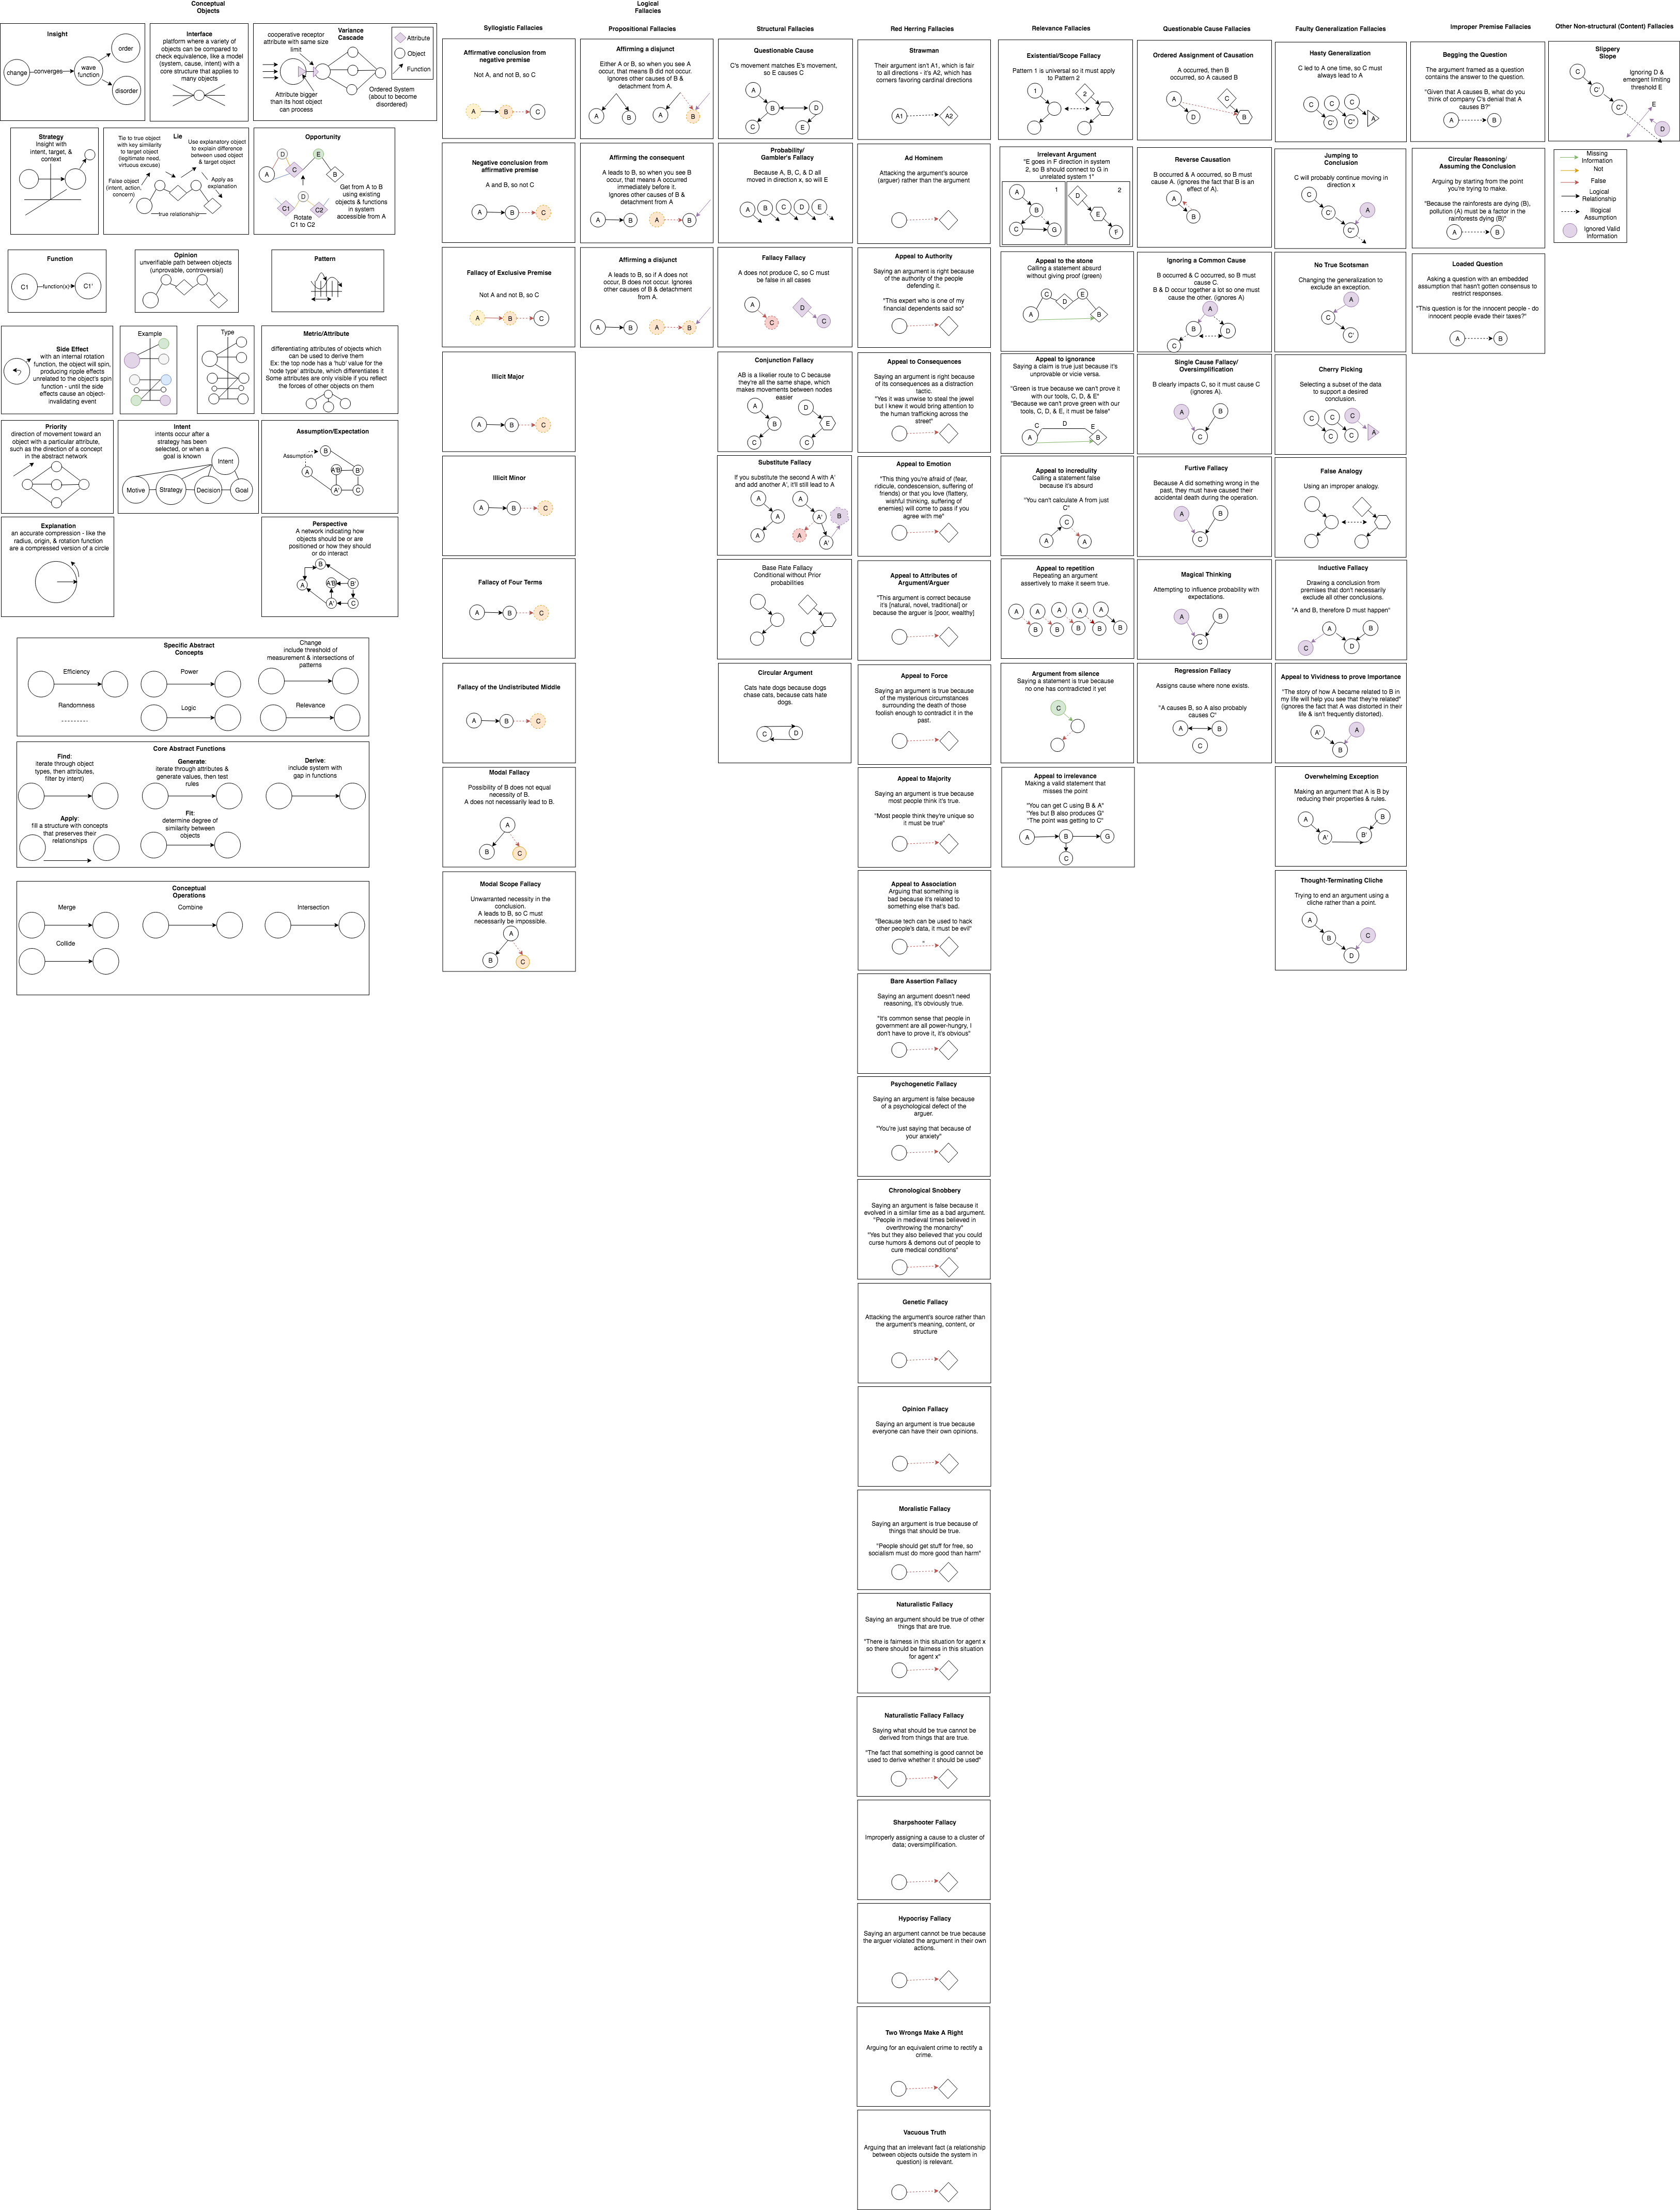 Conceptual
Objects
Insight
change
converges
wave
function
order
disorder
Interface
platform where a variety of
objects can be compared to
check equivalence, like a model
(system, cause, intent) with a
core structure that applies to
many objects
Variance
Cascade
cooperative receptor
attribute with same size
limit
Attribute bigger
than its host object
can process
Ordered System
(about to become
disordered)
Attribute
Object
Function
Strategy
Insight with
intent, target, &
context
Lie
Tie to true object
with key similarity
to target object
(legitimate need,
virtuous excuse)
Use explanatory object
to explain difference
between used object
& target object
False object
(intent, action,
concern)
Apply as
explanation
true relationship
Opportunity
A
D
C
E
B
C1
D
C2
Rotate
C1 to C2
Get from A to B
using existing
objects & functions
in system
accessible from A
Function
C1
function(x)
C1'
Opinion
unverifiable path between objects
(unprovable, controversial)
Pattern
Side Effect
with an internal rotation
function, the object will spin,
producing ripple effects
unrelated to the object's spin
function - until the side
effects cause an object-
invalidating event
Example
Type
Metric/Attribute
differentiating attributes of objects which
can be used to derive them
Ex: the top node has a 'hub' value for the
'node type' attribute, which differentiates it
Some attributes are only visible if you reflect
the forces of other objects on them
Priority
direction of movement toward an
object with a particular attribute,
such as the direction of a concept
in the abstract network
Intent
intents occur after a
strategy has been
selected, or when a
goal is known
Intent
Motive
Strategy
Decision
Goal
Assumption/Expectation
Assumption
B
A
A'B
B'
A'
C
Explanation
an accurate compression - like the
radius, origin, & rotation function
are a compressed version of a circle
Perspective
A network indicating how
objects should be or are
positioned or how they should
or do interact
B
A
A'B
B'
A'
C
Specific Abstract
Concepts
Efficiency
Power
Change
include threshold of
measurement & intersections of
patterns
Randomness
Logic
Relevance
Core Abstract Functions
Find:
iterate through object
types, then attributes,
filter by intent)
Generate:
iterate through attributes &
generate values, then test
rules
Derive:
include system with
gap in functions
Apply:
fill a structure with concepts
that preserves their
relationships
Fit:
determine degree of
similarity between
objects
Conceptual
Operations
Merge
Combine
Intersection
Collide
Logical
Fallacies
Syllogistic Fallacies
Affirmative conclusion from
negative premise
Not A, and not B, so C
A
B
C
Negative conclusion from
affirmative premise
A and B, so not C
A
B
C
Fallacy of Exclusive Premise
Not A and not B, so C
A
B
C
Illicit Major
A
B
C
Illicit Minor
A
B
C
Fallacy of Four Terms
A
B
C
Fallacy of the Undistributed Middle
A
B
C
Modal Fallacy
Possibility of B does not equal
necessity of B.
A does not necessarily lead to B.
A
B
C
Modal Scope Fallacy
Unwarranted necessity in the
conclusion.
A leads to B, so C must
necessarily be impossible.
A
B
C
Propositional Fallacies
Affirming a disjunct
Either A or B, so when you see A
occur, that means B did not occur.
Ignores other causes of B &
detachment from A.
A
B
A
B
Affirming the consequent
A leads to B, so when you see B
occur, that means A occurred
immediately before it.
Ignores other causes of B &
detachment from A
A
B
A
B
Affirming a disjunct
A leads to B, so if A does not
occur, B does not occur. Ignores
other causes of B & detachment
from A.
A
B
A
B
Structural Fallacies
Questionable Cause
C's movement matches E's movement,
so E causes C
A
B
D
C
E
Probability/
Gambler's Fallacy
Because A, B, C, & D all
moved in direction x, so will E
A
B
C
D
E
Fallacy Fallacy
A does not produce C, so C must
be false in all cases
A
C
D
C
Conjunction Fallacy
AB is a likelier route to C because
they're all the same shape, which
makes movements between nodes
easier
A
B
C
D
E
C
Substitute Fallacy
If you substitute the second A with A'
and add another A', it'll still lead to A
A
A
A
A
A'
B
A
A'
Base Rate Fallacy
Conditional without Prior
probabilities
Circular Argument
Cats hate dogs because dogs
chase cats, because cats hate
dogs.
C
D
Red Herring Fallacies
Strawman
Their argument isn't A1, which is fair
to all directions - it's A2, which has
corners favoring cardinal directions
A1
A2
Ad Hominem
Attacking the argument's source
(arguer) rather than the argument
Appeal to Authority
Saying an argument is right because
of the authority of the people
defending it.
"This expert who is one of my
financial dependents said so"
Appeal to Consequences
Saying an argument is right because
of its consequences as a distraction
tactic.
"Yes it was unwise to steal the jewel
but I knew it would bring attention to
the human trafficking across the
street"
Appeal to Emotion
"This thing you're afraid of (fear,
ridicule, condescension, suffering of
friends) or that you love (flattery,
wishful thinking, suffering of
enemies) will come to pass if you
agree with me"
Appeal to Attributes of
Argument/Arguer
"This argument is correct because
it's [natural, novel, traditional] or
because the arguer is [poor, wealthy]
Appeal to Force
Saying an argument is true because
of the mysterious circumstances
surrounding the death of those
foolish enough to contradict it in the
past.
Appeal to Majority
Saying an argument is true because
most people think it's true.
"Most people think they're unique so
it must be true"
Appeal to Association
Arguing that something is
bad because it's related to
something else that's bad.
"Because tech can be used to hack
other people's data, it must be evil"
Bare Assertion Fallacy
Saying an argument doesn't need
reasoning, it's obviously true.
"It's common sense that people in
government are all power-hungry, I
don't have to prove it, it's obvious"
Psychogenetic Fallacy
Saying an argument is false because
of a psychological defect of the
arguer.
"You're just saying that because of
your anxiety"
Chronological Snobbery
Saying an argument is false because it
evolved in a similar time as a bad argument.
"People in medieval times believed in
overthrowing the monarchy"
"Yes but they also believed that you could
curse humors & demons out of people to
cure medical conditions"
Genetic Fallacy
Attacking the argument's source rather than
the argument's meaning, content, or
structure
Opinion Fallacy
Saying an argument is true because
everyone can have their own opinions.
Moralistic Fallacy
Saying an argument is true because of
things that should be true.
"People should get stuff for free, so
socialism must do more good than harm"
Naturalistic Fallacy
Saying an argument should be true of other
things that are true.
"There is fairness in this situation for agent x
so there should be fairness in this situation
for agent x"
Naturalistic Fallacy Fallacy
Saying what should be true cannot be
derived from things that are true.
"The fact that something is good cannot be
used to derive whether it should be used"
Sharpshooter Fallacy
Improperly assigning a cause to a cluster of
data; oversimplification.
Hypocrisy Fallacy
Saying an argument cannot be true because
the arguer violated the argument in their own
actions.
Two Wrongs Make A Right
Arguing for an equivalent crime to rectify a
crime.
Vacuous Truth
Arguing that an irrelevant fact (a relationship
between objects outside the system in
question) is relevant.
Relevance Fallacies
Existential/Scope Fallacy
Pattern 1 is universal so it must apply
to Pattern 2
1
2
Irrelevant Argument
"E goes in F direction in system
2, so B should connect to G in
unrelated system 1"
A
1
B
C
G
D
2
E
F
Appeal to the stone
Calling a statement absurd
without giving proof (green)
A
C
D
E
B
Appeal to ignorance
Saying a claim is true just because it's
unprovable or vicie versa.
"Green is true because we can't prove it
with our tools, C, D, & E"
"Because we can't prove green with our
tools, C, D, & E, it must be false"
C
D
E
A
B
Appeal to incredulity
Calling a statement false
because it's absurd
"You can't calculate A from just
C"
C
A
A
Appeal to repetition
Repeating an argument
assertively to make it seem true.
A
A
A
A
A
B
B
B
B
B
Argument from silence
Saying a statement is true because
no one has contradicted it yet
C
Appeal to irrelevance
Making a valid statement that
misses the point
"You can get C using B & A"
"Yes but B also produces G"
"The point was getting to C"
A
B
G
C
Questionable Cause Fallacies
Ordered Assignment of Causation
A occurred, then B
occurred, so A caused B
A
C
D
B
Reverse Causation
B occurred & A occurred, so B must
cause A. (ignores the fact that B is an
effect of A).
A
B
Ignoring a Common Cause
B occurred & C occurred, so B must
cause C.
B & D occur together a lot so one must
cause the other. (ignores A)
A
B
D
C
Single Cause Fallacy/
Oversimplification
B clearly impacts C, so it must cause C
(ignores A).
A
B
C
Furtive Fallacy
Because A did something wrong in the
past, they must have caused their
accidental death during the operation.
A
B
C
Magical Thinking
Attempting to influence probability with
expectations.
A
B
C
Regression Fallacy
Assigns cause where none exists.
"A causes B, so A also probably
causes C"
A
B
C
Faulty Generalization Fallacies
Hasty Generalization
C led to A one time, so C must
always lead to A
C
C
C
C'
C"
A
Jumping to
Conclusion
C will probably continue moving in
direction x
C
C'
A
C"
No True Scotsman
Changing the generalization to
exclude an exception.
A
C
C'
Cherry Picking
Selecting a subset of the data
to support a desired
conclusion.
C
C
C
C
C
A
False Analogy
Using an improper analogy.
Inductive Fallacy
Drawing a conclusion from
premises that don't necessarily
exclude all other conclusions.
"A and B, therefore D must happen"
A
B
C
D
Appeal to Vividness to prove Importance
"The story of how A became related to B in
my life will help you see that they're related"
(ignores the fact that A was distorted in their
life & isn't frequently distorted).
A'
A
B
Overwhelming Exception
Making an argument that A is B by
reducing their properties & rules.
A
A'
B'
B
Thought-Terminating Cliche
Trying to end an argument using a
cliche rather than a point.
A
B
C
D
Improper Premise Fallacies
Begging the Question
The argument framed as a question
contains the answer to the question.
"Given that A causes B, what do you
think of company C's denial that A
causes B?"
A
B
Circular Reasoning/
Assuming the Conclusion
Arguing by starting from the point
you're trying to make.
"Because the rainforests are dying (B),
pollution (A) must be a factor in the
rainforests dying (B)"
A
B
Loaded Question
Asking a question with an embedded
assumption that hasn't gotten consensus to
restrict responses.
"This question is for the innocent people - do
innocent people evade their taxes?"
A
B
Other Non-structural (Content) Fallacies
Slippery
Slope
C
C'
C"
Ignoring D &
emergent limiting
threshold E
E
D
Missing
Information
Not
False
Logical
Relationship
Illogical
Assumption
Ignored Valid
Information